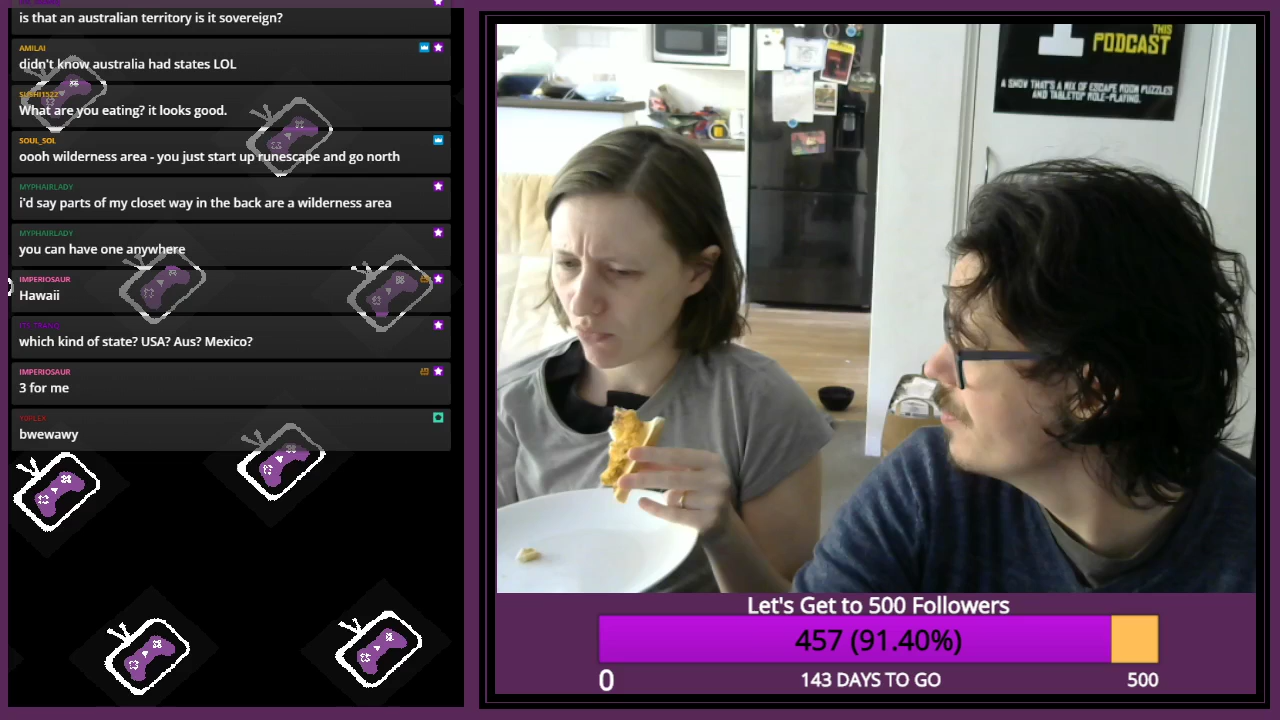 is that an australian territory is it sovereign?
AMILAI
didn't know australia had states LOL
SUSHI1522
What are you eating? it looks good.
SOUL_SOL
oooh wilderness area - you just start up runescape and go north
MYPHAIRLADY
i'd say parts of my closet way in the back are a wilderness area
MYPHAIRLADY
you can have one anywhere
IMPERIOSAUR
Hawaii
which kind of state? USA? Aus? Mexico?
IMPERIOSAUR
3 for me
bwewawy
THIS
PODCAST
A SHOW THAT'S A MIX OF ESCAPE ROOM PUZZLES
AND TABLETOP ROLE-PLAYING.
Let's Get to 500 Followers
457 (91.40%)
0
143 DAYS TO GO
500